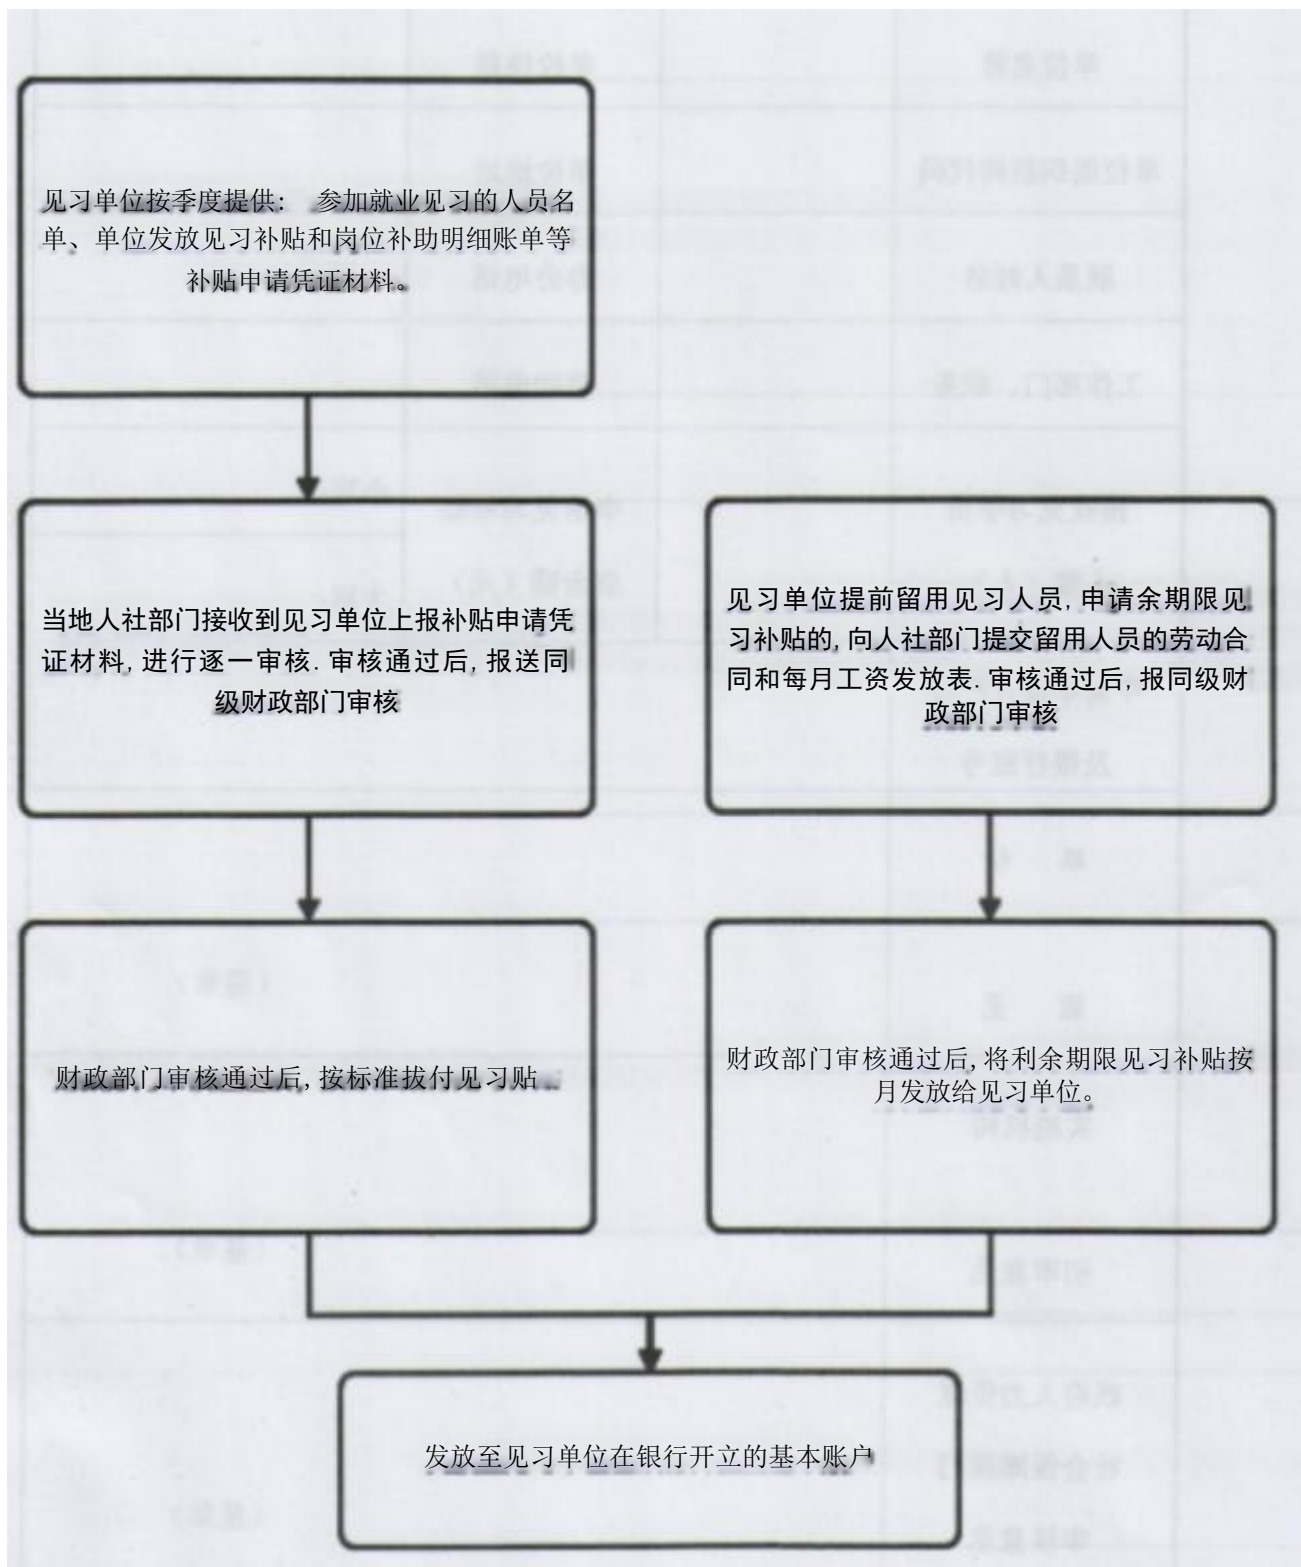 见习单位按季度提供: 参加就业见习的人员名
单、单位发放见习补贴和岗位补助明细账单等
补贴申请凭证材料。
当地人社部门接收到见习单位上报补贴申请凭
证材料,进行逐一审核.审核通过后,报送同
级财政部门审核
见习单位提前留用见习人员,申请余期限见
习补贴的,向人社部门提交留用人员的劳动合
同和每月工资发放表.审核通过后,报同级财
政部门审核
财政部门审核通过后,按标准拔付见习贴
财政部门审核通过后,将利余期限见习补贴按
月发放给见习单位。
发放至见习单位在银行开立的基本账户